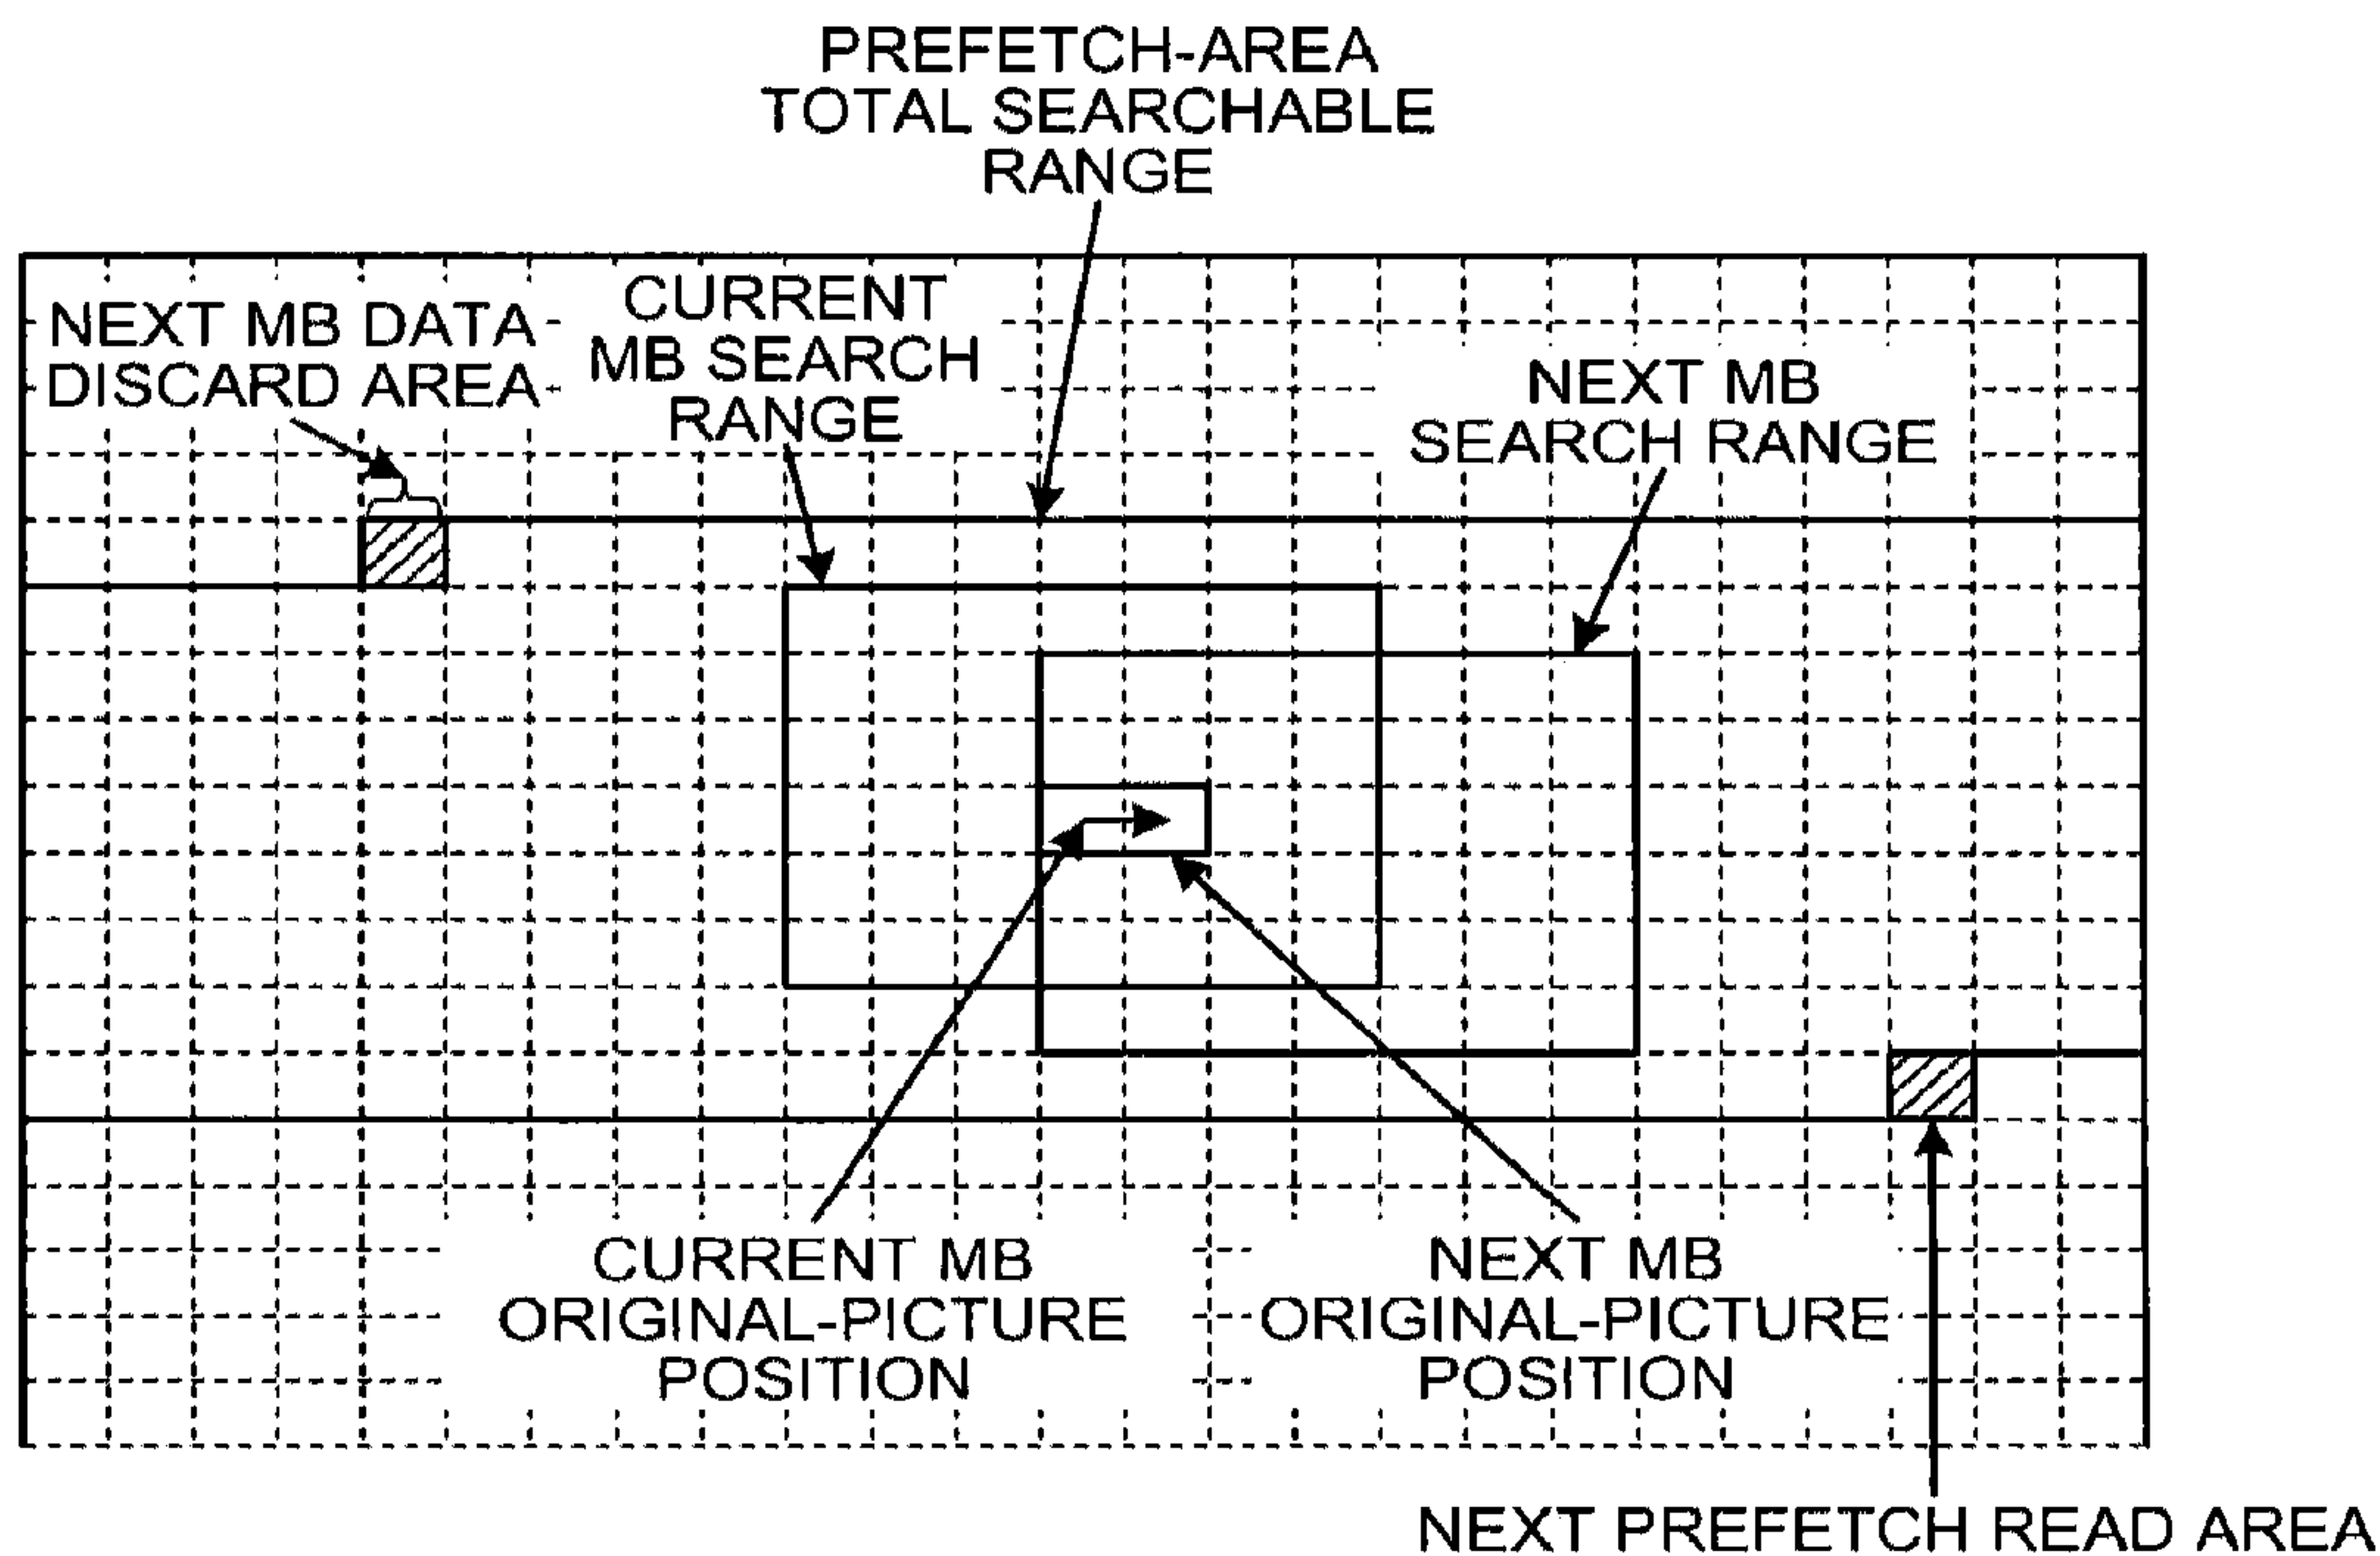 PREFETCH-AREA
TOTAL SEARCHABLE
RANGE
NEXT MB DATA
DISCARD AREA
CURRENT
MB SEARCH
RANGE
NEXT MB
SEARCH RANGE
CURRENT MB
ORIGINAL-PICTURE
POSITION
NEXT MB
ORIGINAL-PICTURE
POSITION
NEXT PREFETCH READ AREA